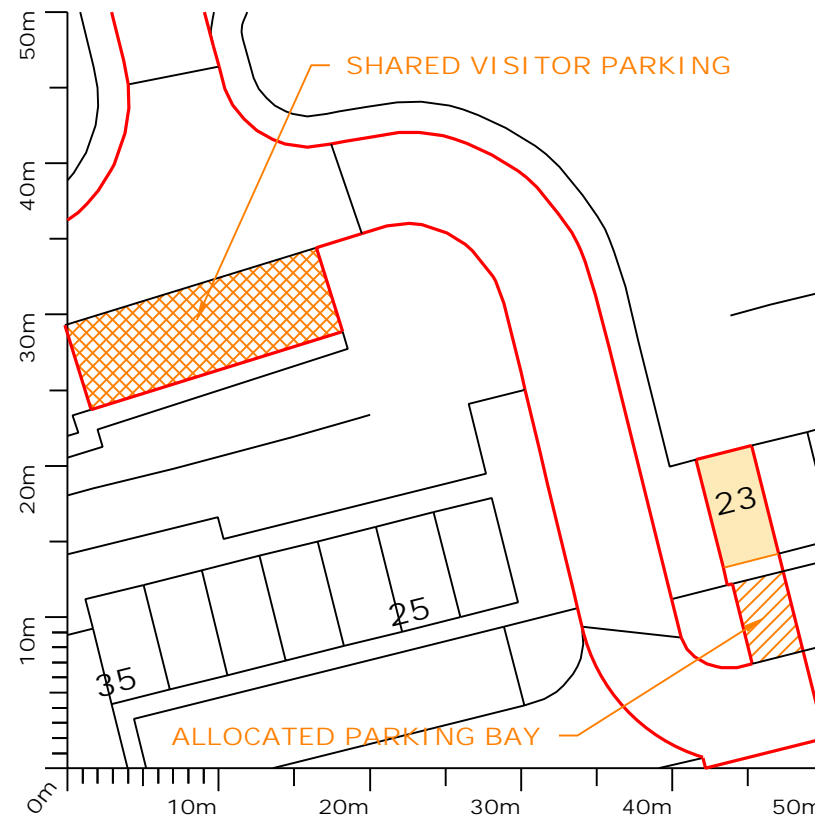 50m
SHARED VISITOR PARKING
40m
30m
20m
23
10m
25
35
ALLOCATED PARKING BAY
0m
10m
20m
30m
40m
50m